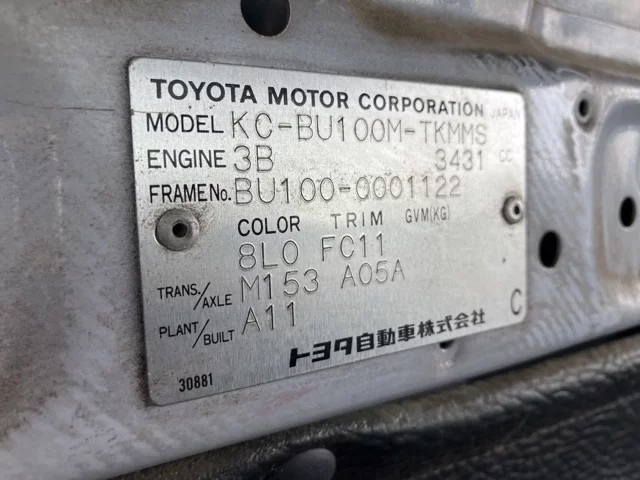 TOYOTA MOTOR CORPORATION JAPAN
MODEL KC-BU100M-TKMMS
ENGINE 3B 3431 CC
FRAME No. BU100-0001122
COLOR TRIM GVM(KG)
8L0 FC11
TRANS./AXLE M153 A05A
PLANT/BUILT A11 C
トヨタ自動車株式会社
30881